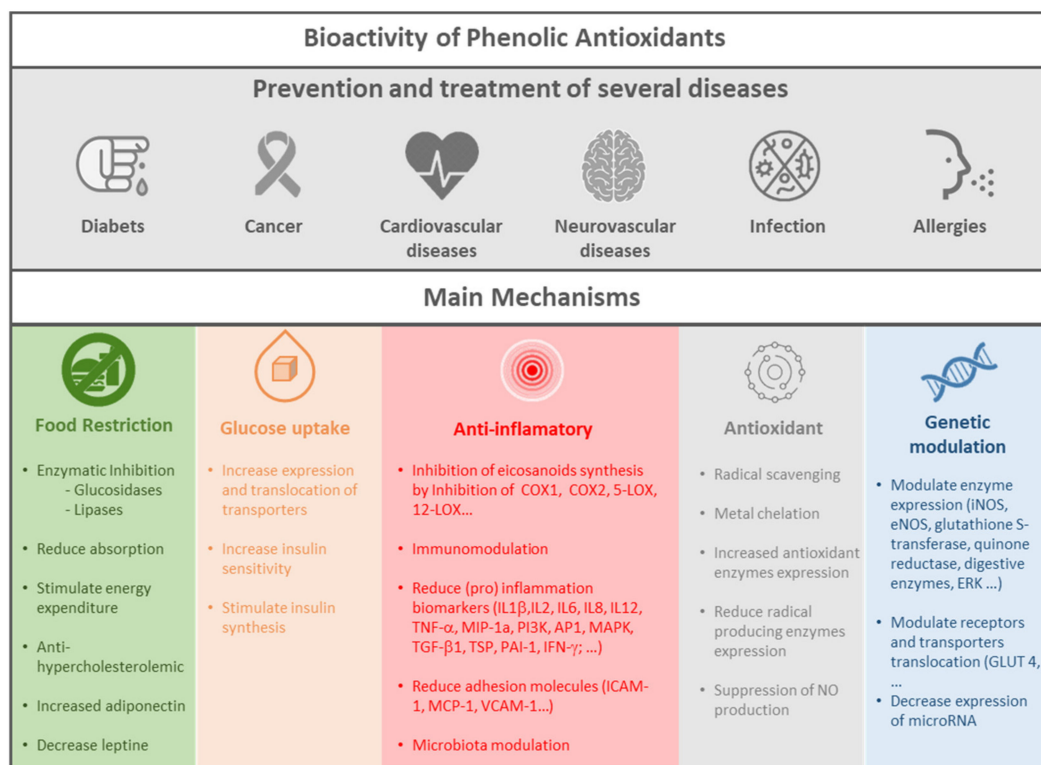 Bioactivity of Phenolic Antioxidants
Prevention and treatment of several diseases
Diabets
Cancer
Cardiovascular
diseases
Neurovascular
diseases
Infection
Allergies
Main Mechanisms
Food Restriction
• Enzymatic Inhibition
- Glucosidases
- Lipases
• Reduce absorption
• Stimulate energy
expenditure
• Anti-
hypercholesterolemic
• Increased adiponectin
• Decrease leptine
Glucose uptake
• Increase expression
and translocation of
transporters
• Increase insulin
sensitivity
• Stimulate insulin
synthesis
Anti-inflamatory
• Inhibition of eicosanoids synthesis
by Inhibition of COX1, COX2, 5-LOX,
12-LOX...
• Immunomodulation
• Reduce (pro) inflammation
biomarkers (IL1β,IL2, IL6, IL8, IL12,
TNF-α, MIP-1a, PI3K, AP1, MAPK,
TGF-β1, TSP, PAI-1, IFN-γ; ...)
• Reduce adhesion molecules (ICAM-
1, MCP-1, VCAM-1...)
• Microbiota modulation
Antioxidant
• Radical scavenging
• Metal chelation
• Increased antioxidant
enzymes expression
• Reduce radical
producing enzymes
expression
• Suppression of NO
production
Genetic
modulation
• Modulate enzyme
expression (iNOS,
eNOS, glutathione S-
transferase, quinone
reductase, digestive
enzymes, ERK ...)
• Modulate receptors
and transporters
translocation (GLUT 4,
...
• Decrease expression
of microRNA